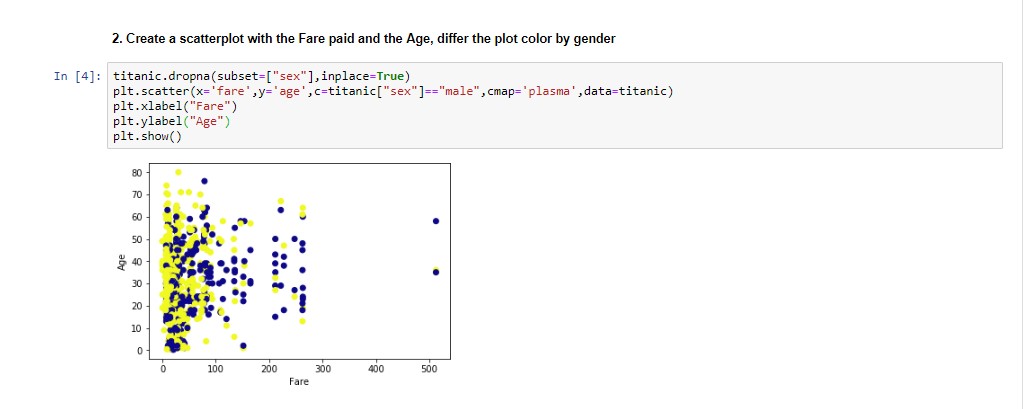 2. Create a scatterplot with the Fare paid and the Age, differ the plot color by gender
In [4]: titanic.dropna(subset=["sex"],inplace=True)
plt.scatter(x='fare',y='age',c=titanic["sex"]=="male",cmap='plasma',data=titanic)
plt.xlabel("Fare")
plt.ylabel("Age")
plt.show()
80
70
60
50
40
30
20
10
0
Age
0 100 200 300 400 500
Fare